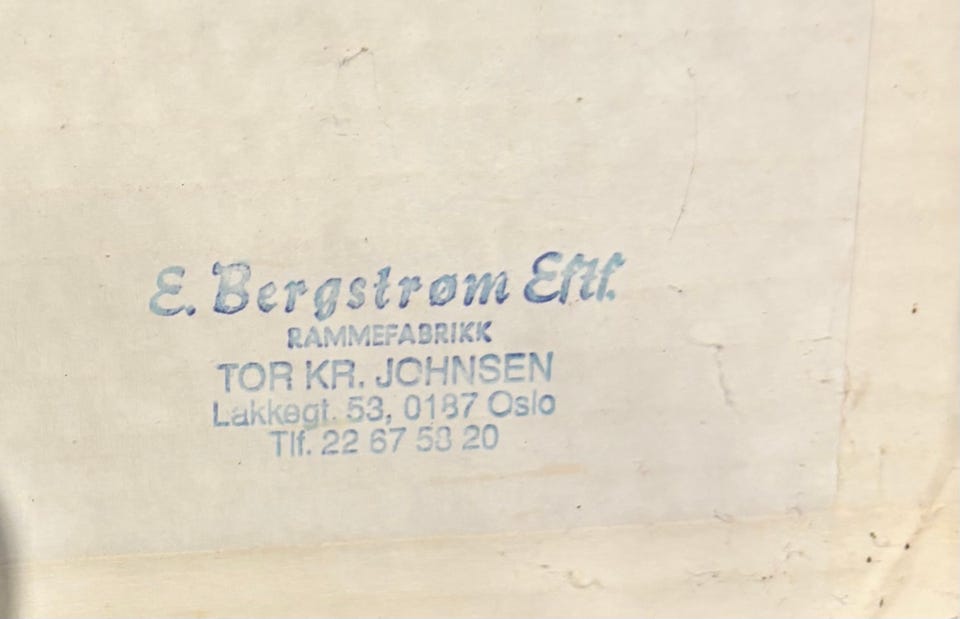 E. Bergstrøm Eftf.
RAMMEFABRIKK
TOR KR. JOHNSEN
Lakkegt. 53, 0187 Oslo
Tlf. 22 67 58 20